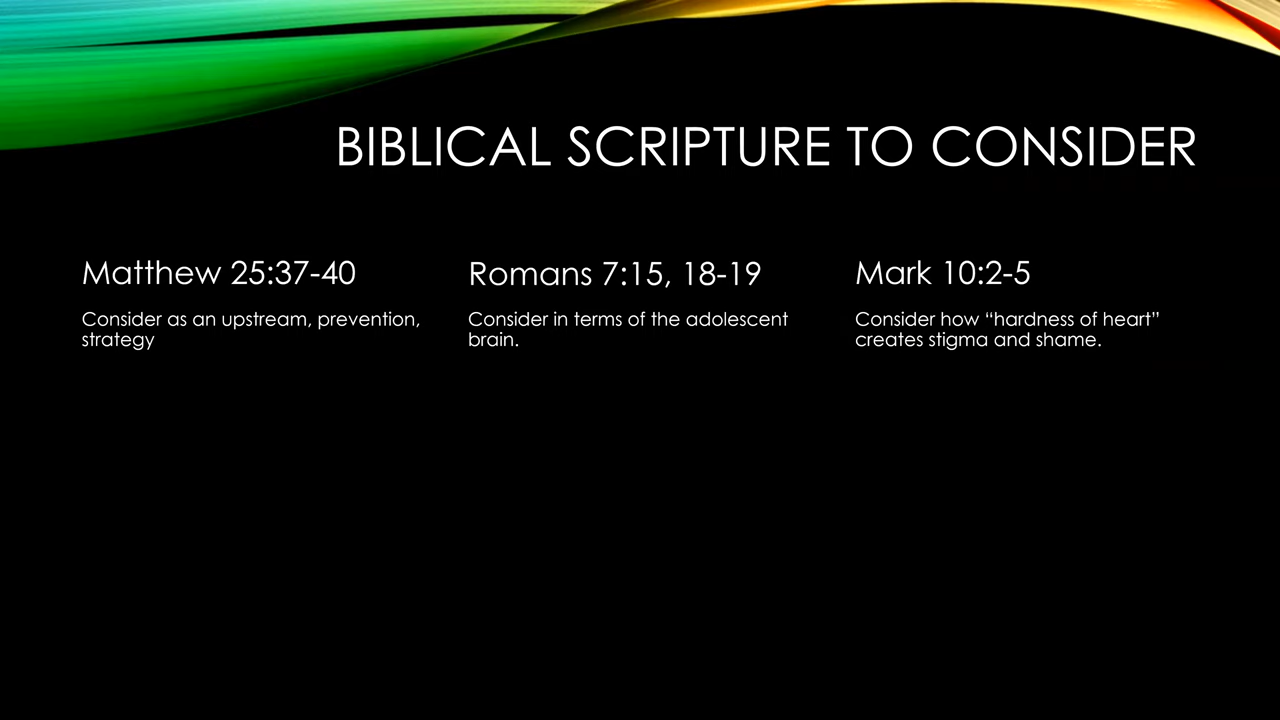 BIBLICAL SCRIPTURE TO CONSIDER
Matthew 25:37-40
Consider as an upstream, prevention,
strategy
Romans 7:15, 18-19
Consider in terms of the adolescent
brain.
Mark 10:2-5
Consider how “hardness of heart”
creates stigma and shame.